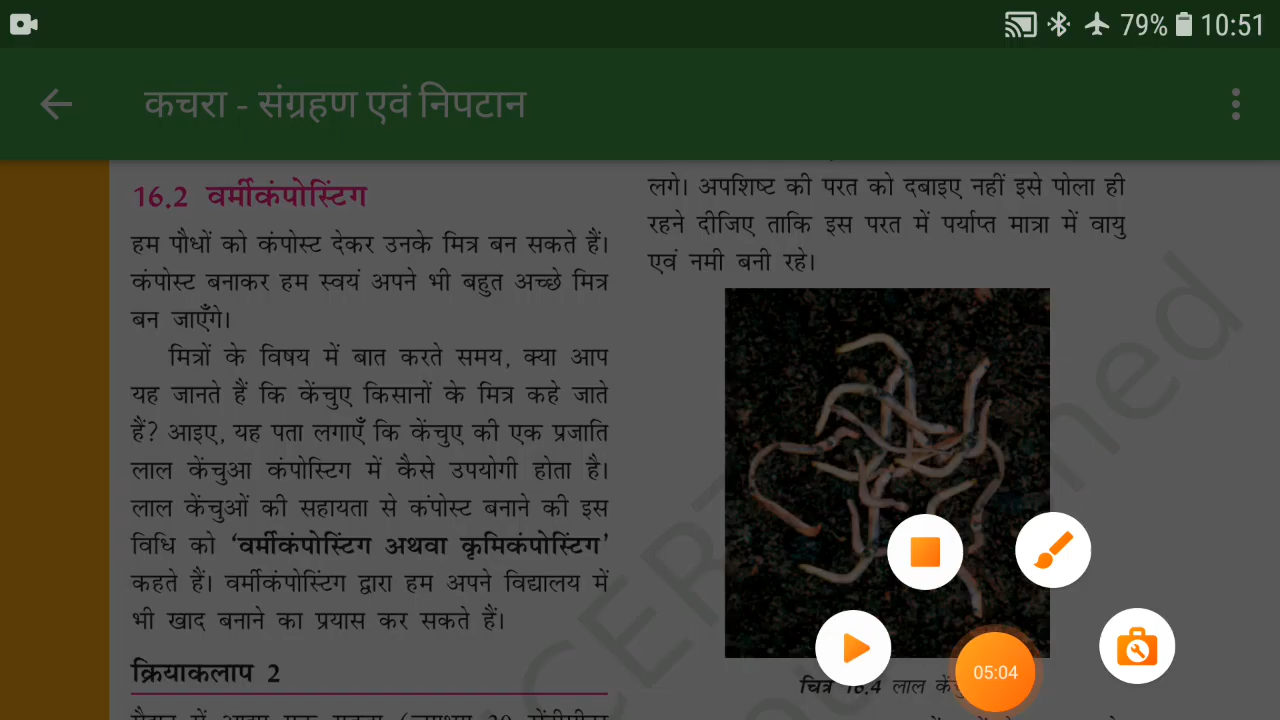 79% 10:51
कचरा - संग्रहण एवं निपटान
16.2 वर्मीकंपोस्टिंग
हम पौधों को कंपोस्ट देकर उनके मित्र बन सकते हैं।
कंपोस्ट बनाकर हम स्वयं अपने भी बहुत अच्छे मित्र
बन जाएँगे।
मित्रों के विषय में बात करते समय, क्या आप
यह जानते हैं कि केंचुए किसानों के मित्र कहे जाते
हैं? आइए, यह पता लगाएँ कि केंचुए की एक प्रजाति
लाल केंचुआ कंपोस्टिग में कैसे उपयोगी होता है।
लाल केंचुओं की सहायता से कंपोस्ट बनाने की इस
विधि को ‘वर्मीकंपोस्टिंग अथवा कृमिकंपोस्टिंग’
कहते हैं। वर्मीकंपोस्टिंग द्वारा हम अपने विद्यालय में
भी खाद बनाने का प्रयास कर सकते हैं।
क्रियाकलाप 2
लगे। अपशिष्ट की परत को दबाइए नहीं इसे पोला ही
रहने दीजिए ताकि इस परत में पर्याप्त मात्रा में वायु
एवं नमी बनी रहे।
चित्र 16.4 लाल
05:04